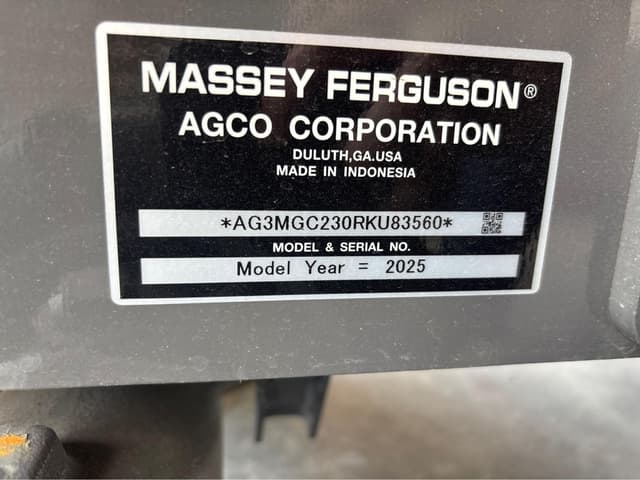 MASSEY FERGUSON®
AGCO CORPORATION
DULUTH,GA.USA
MADE IN INDONESIA
*AG3MGC230RKU83560*
MODEL & SERIAL NO.
Model Year = 2025